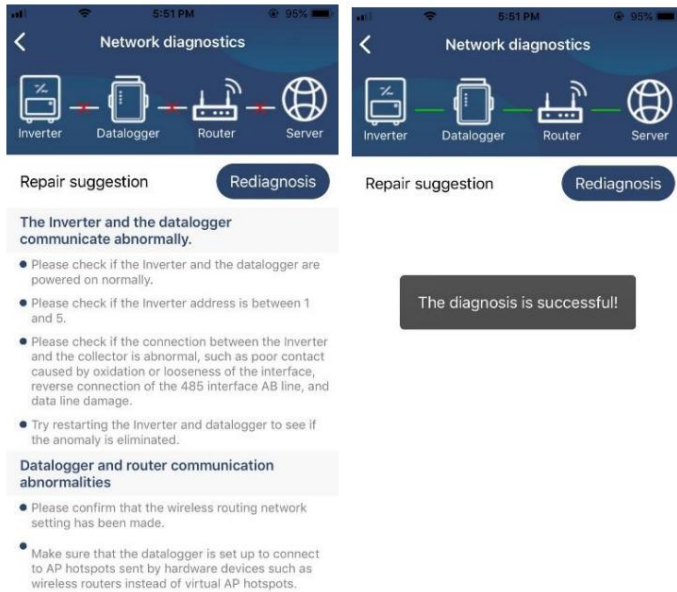 5:51 PM
95%
Network diagnostics
Inverter Datalogger Router Server
Repair suggestion
Rediagnosis
The Inverter and the datalogger
communicate abnormally.
Please check if the Inverter and the datalogger are
powered on normally.
Please check if the Inverter address is between 1
and 5.
Please check if the connection between the Inverter
and the collector is abnormal, such as poor contact
caused by oxidation or looseness of the interface,
reverse connection of the 485 interface AB line, and
data line damage.
Try restarting the Inverter and datalogger to see if
the anomaly is eliminated.
Datalogger and router communication
abnormalities
Please confirm that the wireless routing network
setting has been made.
Make sure that the datalogger is set up to connect
to AP hotspots sent by hardware devices such as
wireless routers instead of virtual AP hotspots.
5:51 PM
95%
Network diagnostics
Inverter Datalogger Router Server
Repair suggestion
Rediagnosis
The diagnosis is successful!